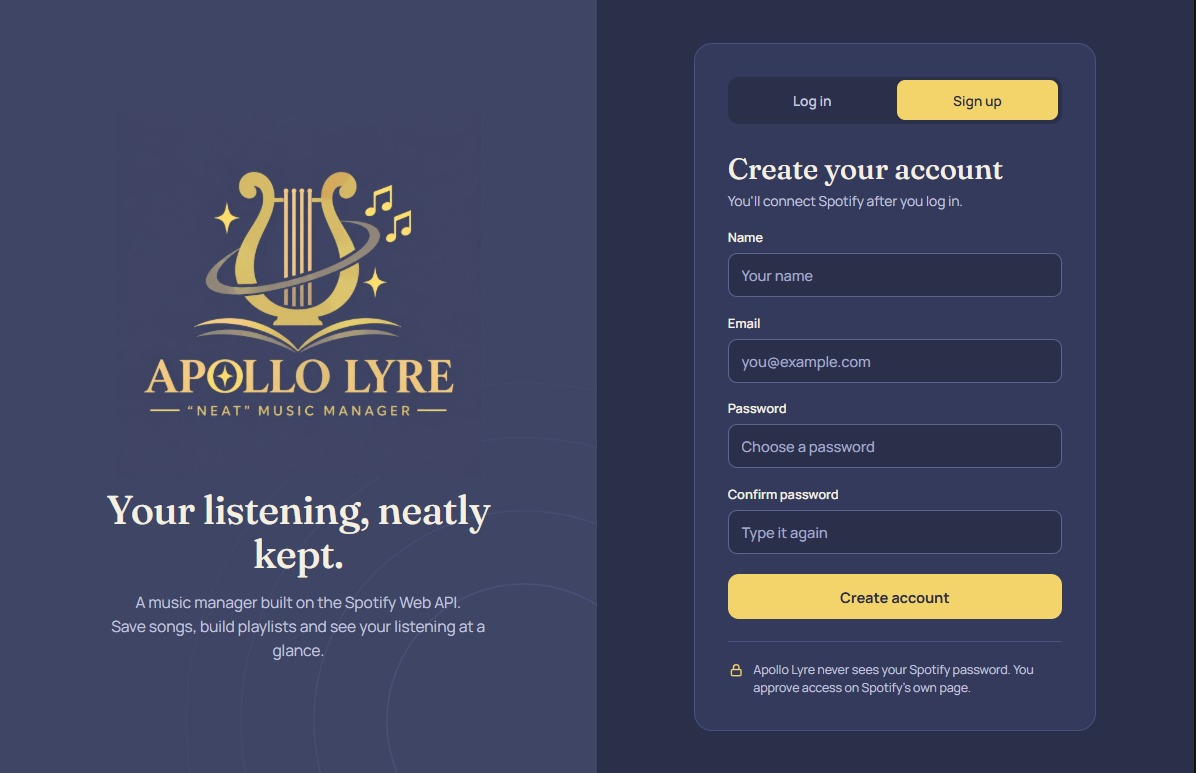 APOLLO LYRE
“NEAT” MUSIC MANAGER
Your listening, neatly
kept.
A music manager built on the Spotify Web API.
Save songs, build playlists and see your listening at a
glance.
Log in
Sign up
Create your account
You'll connect Spotify after you log in.
Name
Your name
Email
you@example.com
Password
Choose a password
Confirm password
Type it again
Create account
Apollo Lyre never sees your Spotify password. You
approve access on Spotify's own page.